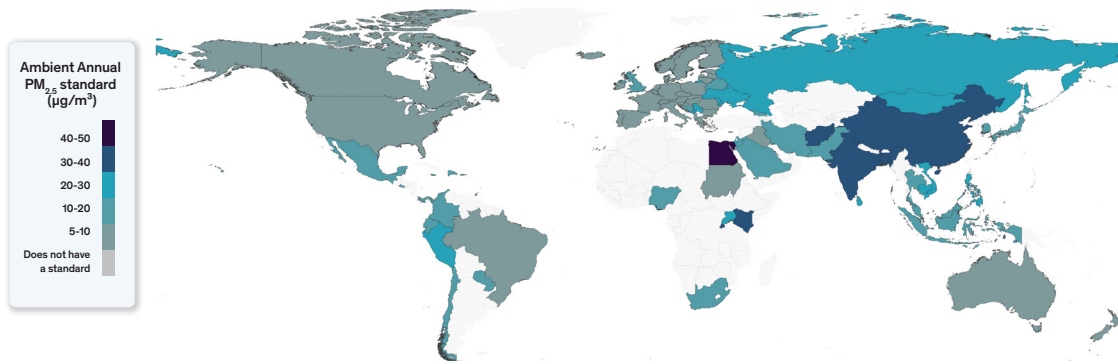 Ambient Annual
PM2.5 standard
(µg/m³)
40-50
30-40
20-30
10-20
5-10
Does not have
a standard